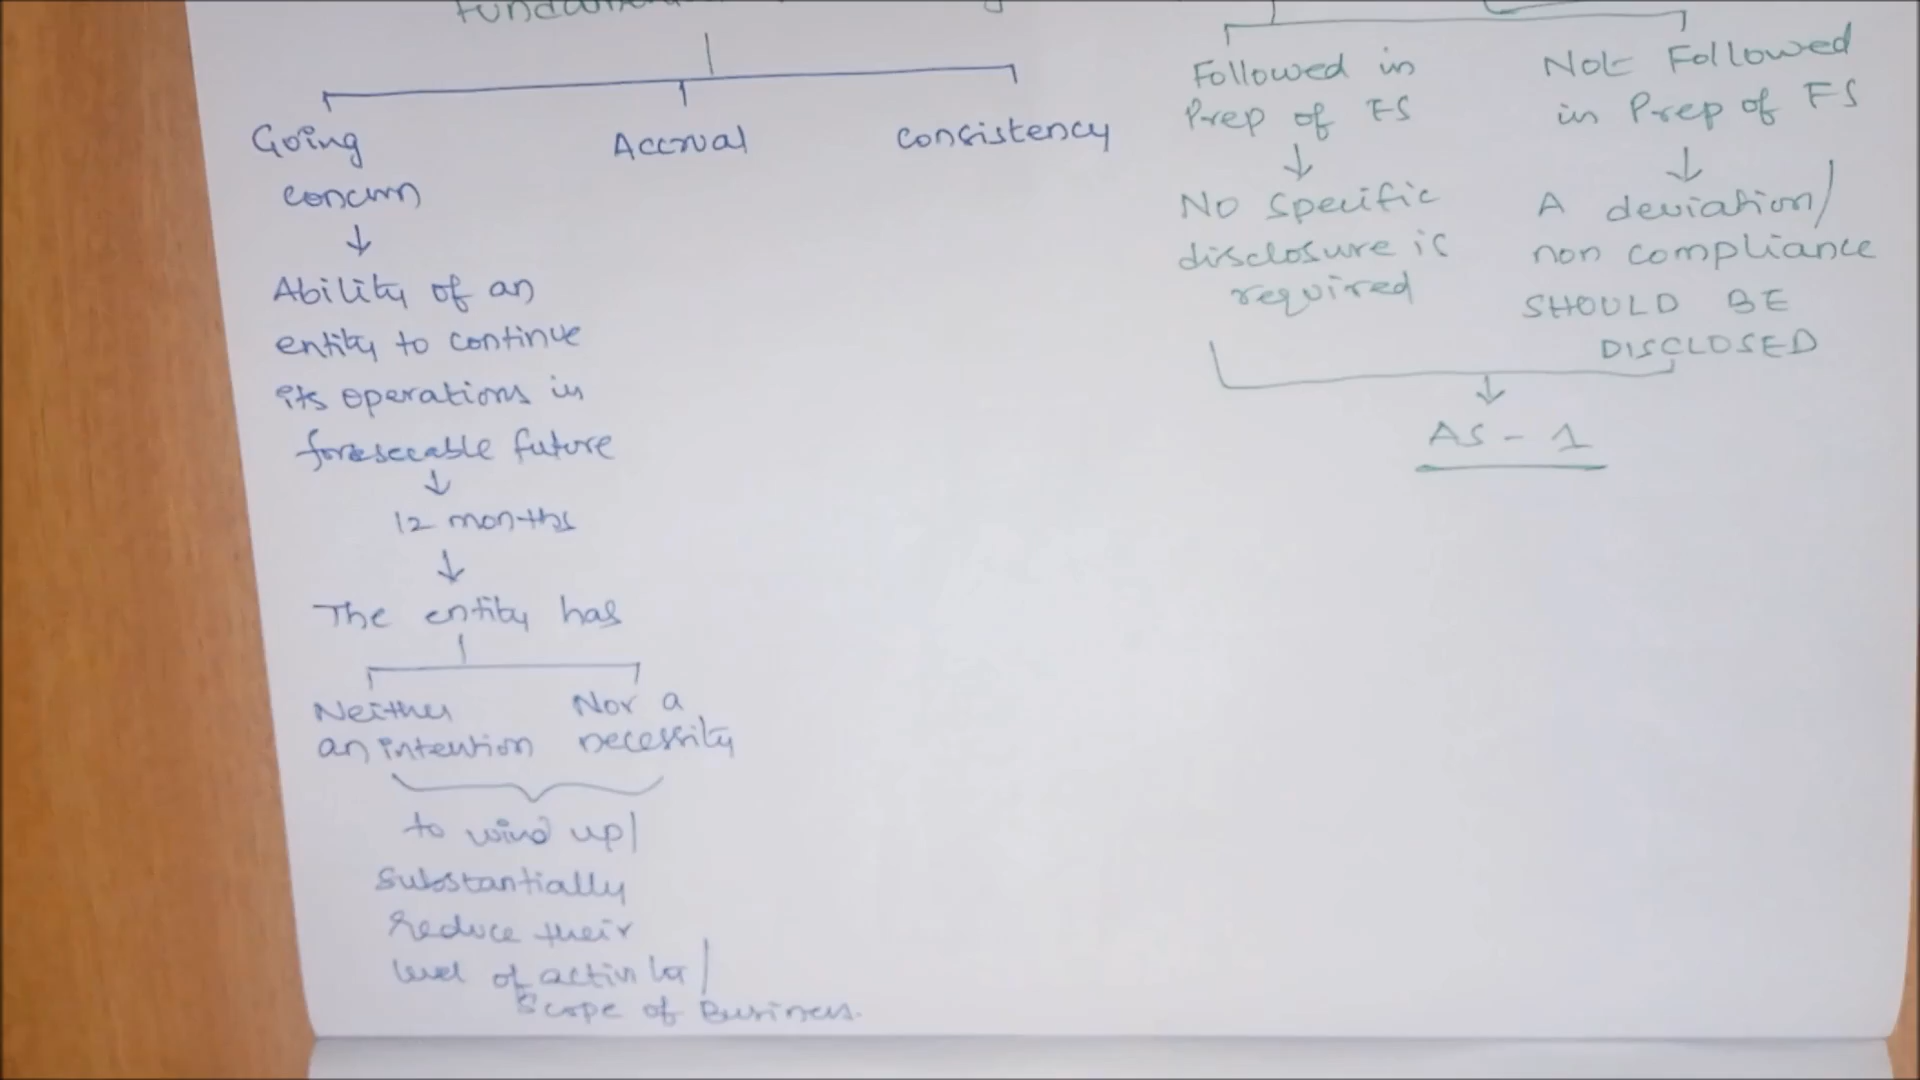 Going
concern
↓
Ability of an
entity to continue
its operations in
foreseeable future
↓
12 months
↓
The entity has
Neither
an intention
Nor a
necessity
to wind up/
Substantially
reduce their
level of
Scope of Business.
Accrual
consistency
Followed in
Prep of FS
↓
No specific
disclosure is
required
Not Followed
in Prep of FS
↓
A deviation/
non compliance
SHOULD BE
DISCLOSED
↓
AS - 1